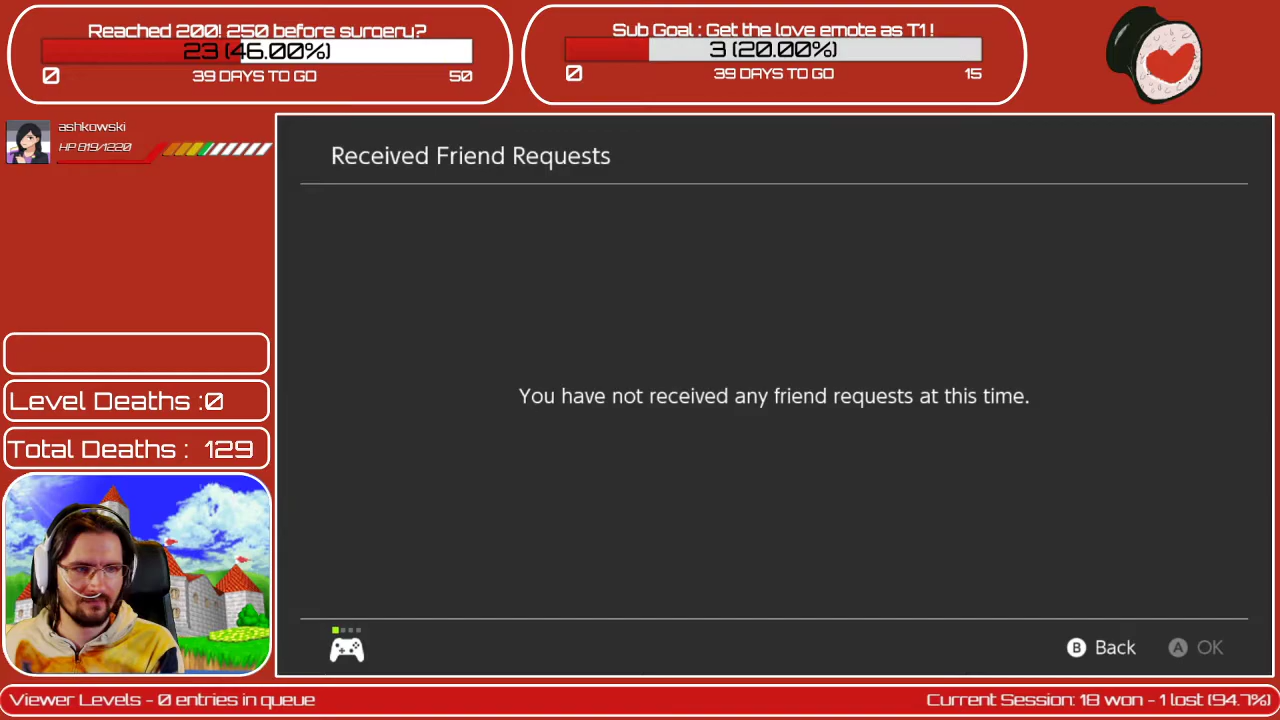 Reached 200! 250 before surgery?
23 (46.00%)
0 39 DAYS TO GO 50
Sub Goal : Get the love emote as T1 !
3 (20.00%)
0 39 DAYS TO GO 15
ashkowski
HP 819/1220
Received Friend Requests
You have not received any friend requests at this time.
Level Deaths :0
Total Deaths : 129
B Back A OK
Viewer Levels - 0 entries in queue
Current Session: 18 won - 1 lost (94.7%)